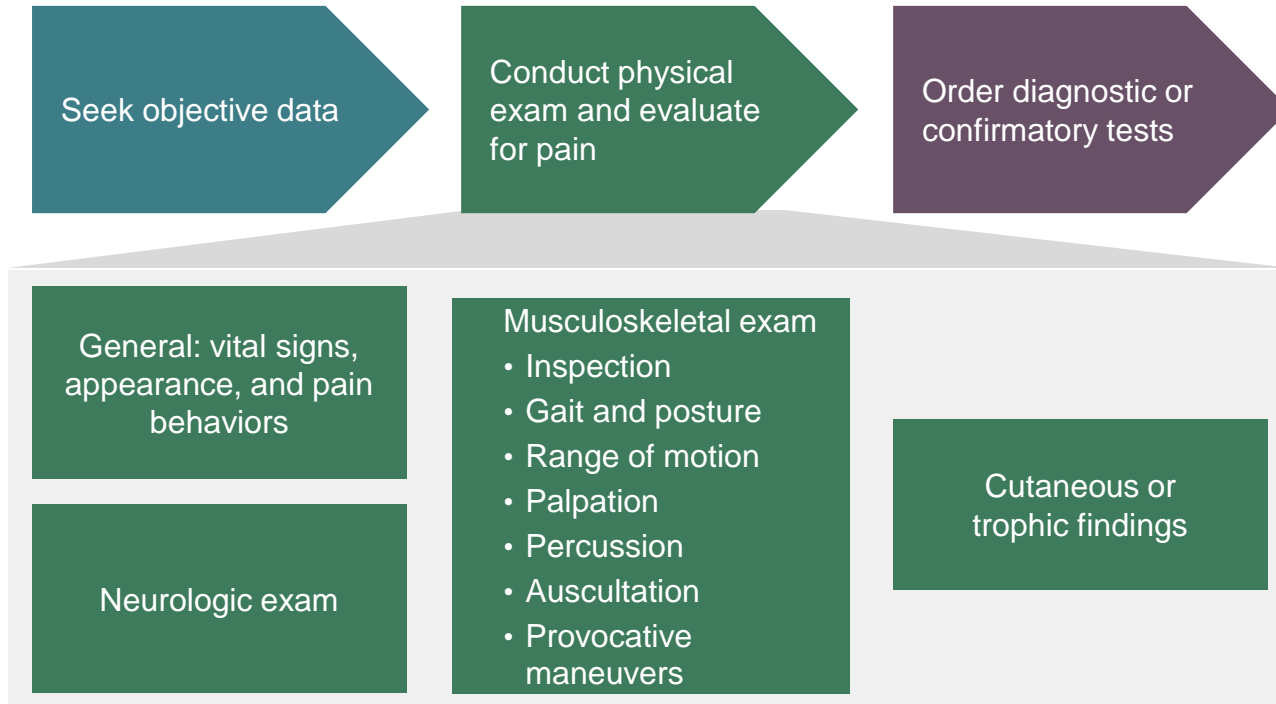 Seek objective data
Conduct physical
exam and evaluate
for pain
Order diagnostic or
confirmatory tests
General: vital signs,
appearance, and pain
behaviors
Neurologic exam
Musculoskeletal exam
• Inspection
• Gait and posture
• Range of motion
• Palpation
• Percussion
• Auscultation
• Provocative
maneuvers
Cutaneous or
trophic findings